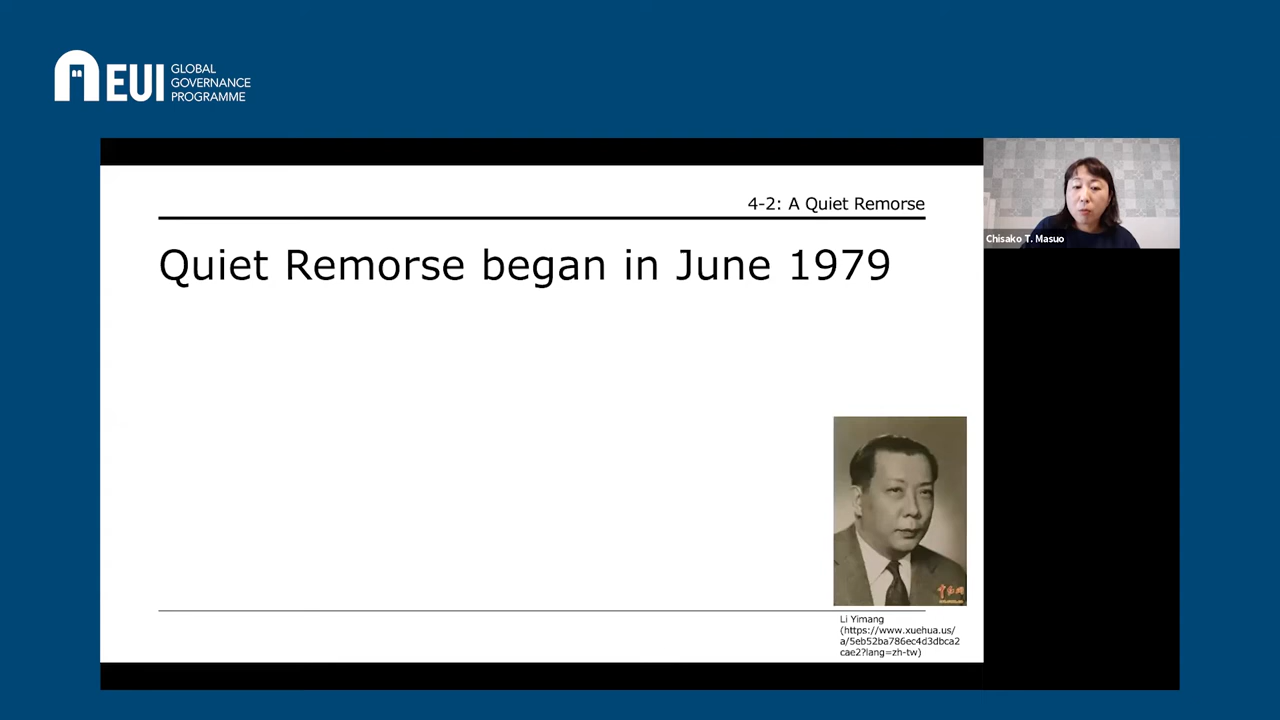 EUI
GLOBAL
GOVERNANCE
PROGRAMME
4-2: A Quiet Remorse
Chisako T. Masuo
Quiet Remorse began in June 1979
Li Yimang
(https://www.xuehua.us/
a/5eb52ba786ec4d3dbca2
cae2?lang=zh-tw)